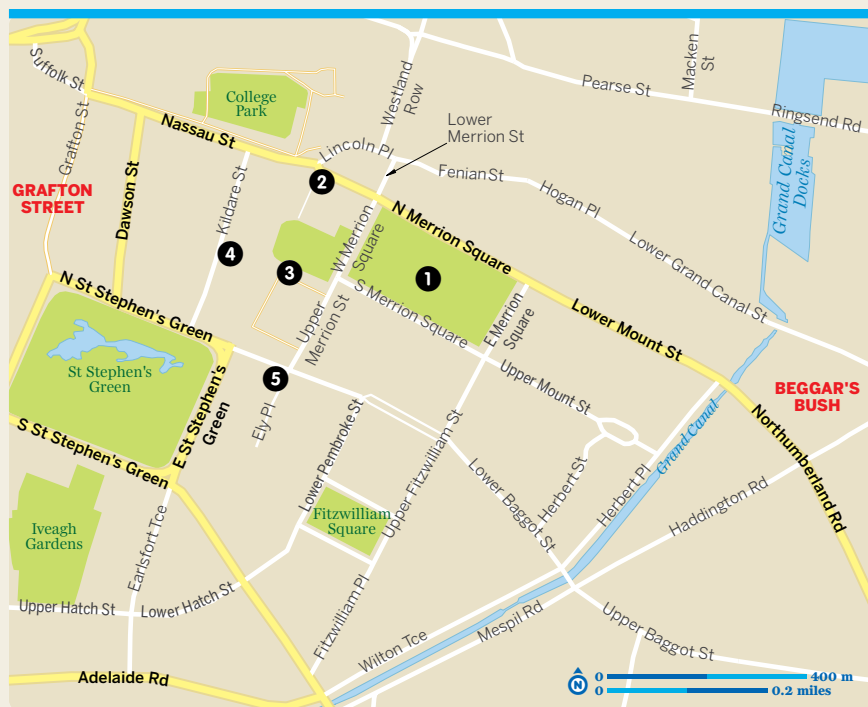 Suffolk St
Grafton St
College
Park
Westland
Row
Macken
St
Pearse St
Ringsend Rd
Nassau St
Lower
Merrion St
Lincoln Pl
Fenian St
Hogan Pl
Grand Canal
Docks
GRAFTON
STREET
Dawson St
Kildare St
2
W Merrion
Square
N Merrion Square
4
3
1
Lower Grand Canal St
N St Stephen's Green
Upper
Merrion St
S Merrion Square
E Merrion
Square
Lower Mount St
St Stephen's
Green
E St Stephen's
Green
5
Ely Pl
Upper Mount St
BEGGAR'S
BUSH
S St Stephen's Green
Lower Pembroke St
Upper Fitzwilliam St
Grand Canal
Northumberland Rd
Lower Baggot St
Herbert St
Herbert Pl
Haddington Rd
Iveagh
Gardens
Earlsfort Tce
Fitzwilliam
Square
Upper Hatch St
Lower Hatch St
Fitzwilliam Pl
Wilton Tce
Mespil Rd
Upper Baggot St
Adelaide Rd
N
0
400 m
0
0.2 miles